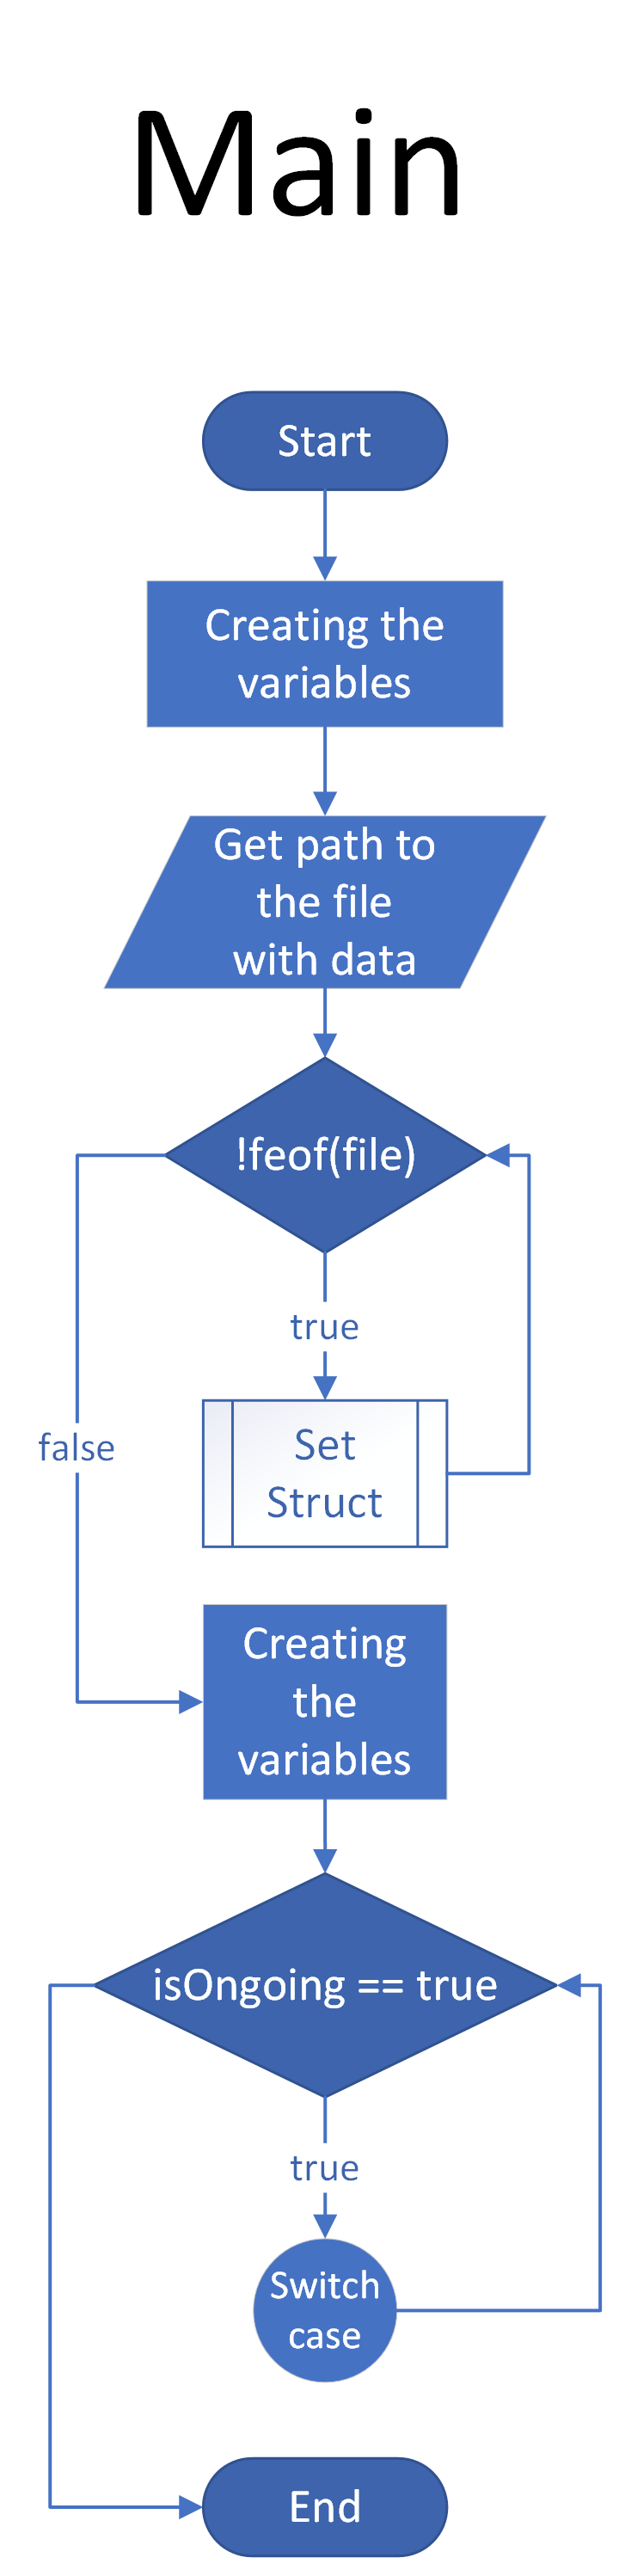 Main
Start
Creating the
variables
Get path to
the file
with data
!feof(file)
true
false
Set
Struct
Creating
the
variables
isOngoing == true
true
Switch
case
End